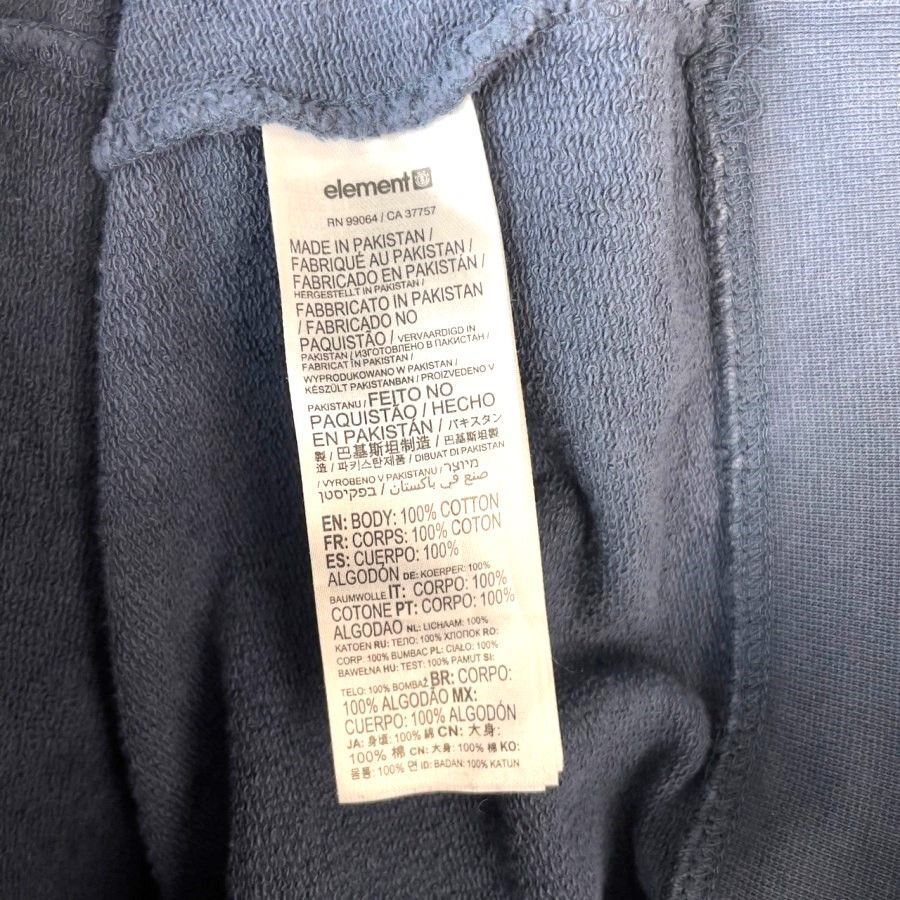 element
RN 99064 / CA 37757
MADE IN PAKISTAN /
FABRIQUÉ AU PAKISTAN /
FABRICADO EN PAKISTÁN /
HERGESTELLT IN PAKISTAN /
FABBRICATO IN PAKISTAN
/ FABRICADO NO
PAQUISTÃO / VERVAARDIGD IN
PAKISTAN / ИЗГОТОВЛЕНО В ПАКИСТАН /
FABRICAT ÎN PAKISTAN /
WYPRODUKOWANO W PAKISTAN /
KÉSZÜLT PAKISTANBAN / PROIZVEDENO V
PAKISTANU / FEITO NO
PAQUISTÃO / HECHO
EN PAKISTÁN / パキスタン
製 / 巴基斯坦制造 / 巴基斯坦製
造 / 파키스탄제품 / DIBUAT DI PAKISTAN
/ VYROBENO V PAKISTANU / מיוצר
בפקיסטן / صنع في باكستان
EN: BODY: 100% COTTON
FR: CORPS: 100% COTON
ES: CUERPO: 100%
ALGODÓN DE: KOERPER: 100%
BAUMWOLLE IT: CORPO: 100%
COTONE PT: CORPO: 100%
ALGODAO NL: LICHAAM: 100%
KATOEN RU: ТЕЛО: 100% ХЛОПОК RO:
CORP: 100% BUMBAC PL: CIALO: 100%
BAWEŁNA HU: TEST: 100% PAMUT SI:
TELO: 100% BOMBAŽ BR: CORPO:
100% ALGODÃO MX:
CUERPO: 100% ALGODÓN
JA: 身頃: 100% 綿 CN: 大身:
100% 棉 CN: 大身: 100% 棉 KO:
몸통: 100% 면 ID: BADAN: 100% KATUN